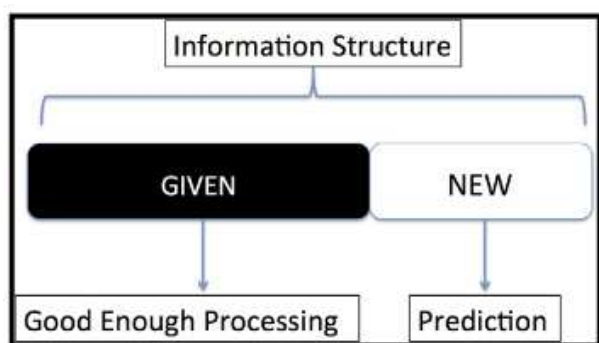 Information Structure
GIVEN
NEW
Good Enough Processing
Prediction